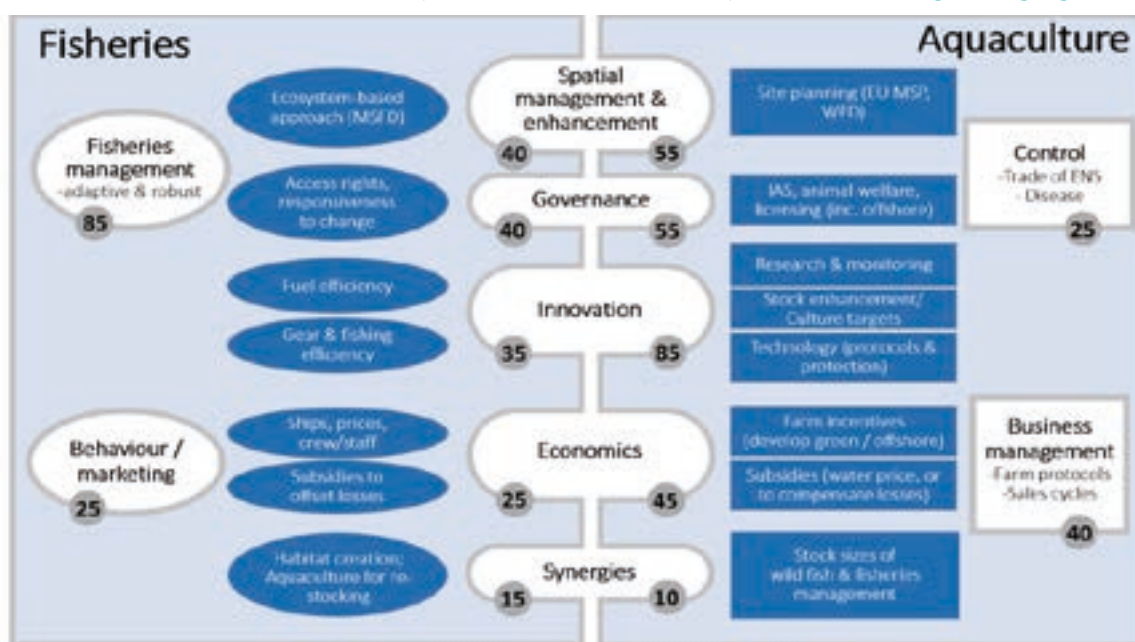 Fisheries
Aquaculture
Ecosystem-based
approach (MSFD)
Spatial
management &
enhancement
40
55
Site planning (EU MSP,
WFD)
Fisheries
management
-adaptive & robust
85
Control
-Trade of ENS
- Disease
25
Access rights,
responsiveness
to change
Governance
40
55
IAS, animal welfare,
licensing (inc. offshore)
Fuel efficiency
Gear & fishing
efficiency
Innovation
35
85
Research & monitoring
Stock enhancement/
Culture targets
Technology (protocols &
protection)
Behaviour /
marketing
25
Ships, prices,
crew/staff
Subsidies to
offset losses
Economics
25
45
Farm incentives
(develop green / offshore)
Subsidies (water price, or
to compensate losses)
Business
management
-Farm protocols
-Sales cycles
40
Habitat creation;
Aquaculture for re-
stocking
Synergies
15
10
Stock sizes of
wild fish & fisheries
management